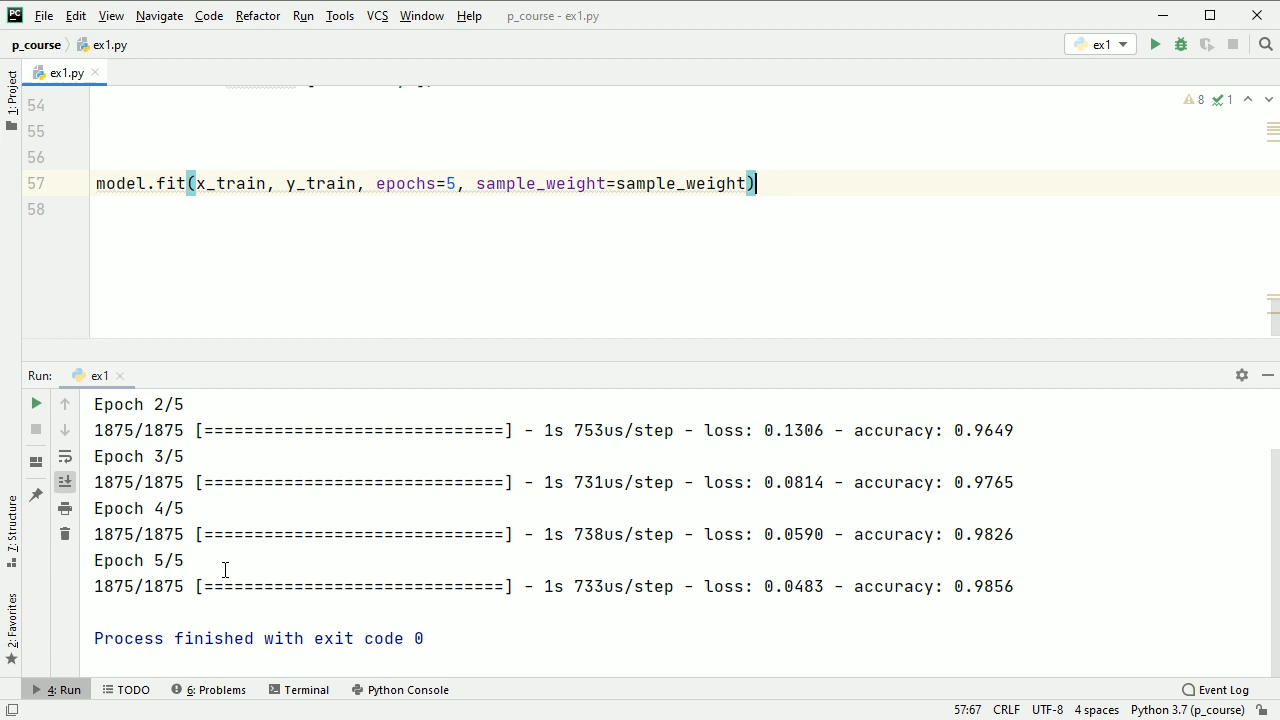 PC File Edit View Navigate Code Refactor Run Tools VCS Window Help p_course - ex1.py
p_course ex1.py ex1
1: Project
ex1.py
54
8 1
55
56
57 model.fit(x_train, y_train, epochs=5, sample_weight=sample_weight)
58
Run: ex1
Epoch 2/5
1875/1875 [==============================] - 1s 753us/step - loss: 0.1306 - accuracy: 0.9649
Epoch 3/5
1875/1875 [==============================] - 1s 731us/step - loss: 0.0814 - accuracy: 0.9765
Epoch 4/5
1875/1875 [==============================] - 1s 738us/step - loss: 0.0590 - accuracy: 0.9826
Epoch 5/5
1875/1875 [==============================] - 1s 733us/step - loss: 0.0483 - accuracy: 0.9856
Process finished with exit code 0
7: Structure
2: Favorites
4: Run TODO 6: Problems Terminal Python Console Event Log
57:67 CRLF UTF-8 4 spaces Python 3.7 (p_course)